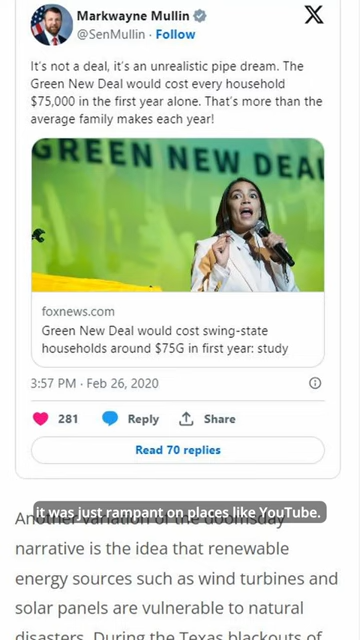 Markwayne Mullin
@SenMullin · Follow
It's not a deal, it's an unrealistic pipe dream. The
Green New Deal would cost every household
$75,000 in the first year alone. That's more than the
average family makes each year!
GREEN NEW DEAL
foxnews.com
Green New Deal would cost swing-state
households around $75G in first year: study
3:57 PM · Feb 26, 2020
281 Reply Share
Read 70 replies
it was just rampant on places like YouTube.
Another variation of the doomsday
narrative is the idea that renewable
energy sources such as wind turbines and
solar panels are vulnerable to natural
disasters. During the Texas blackouts of